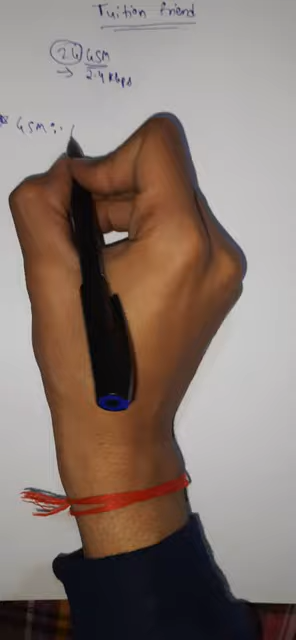 Tuition friend
2G GSM
→ 2.4 Kbps
GSM:-